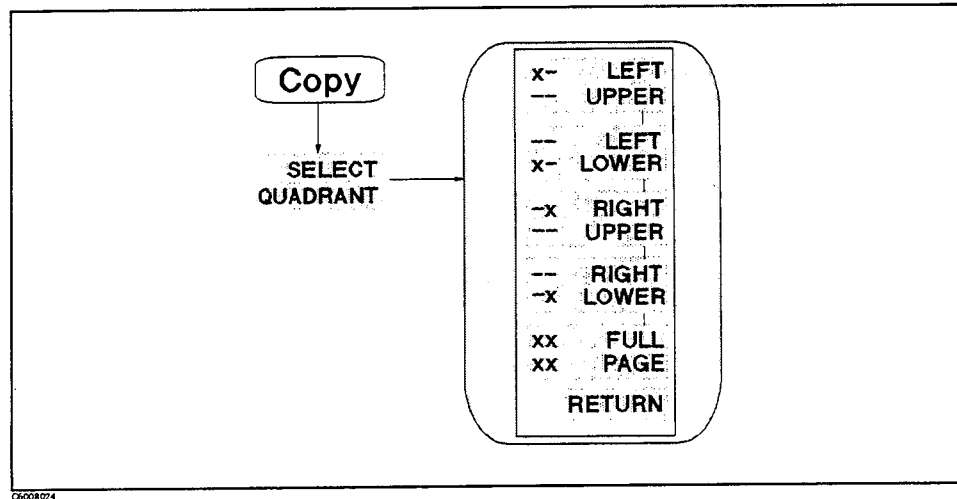 Copy
SELECT
QUADRANT
x- LEFT
-- UPPER
-- LEFT
x- LOWER
-x RIGHT
-- UPPER
-- RIGHT
-x LOWER
xx FULL
xx PAGE
RETURN
C6008024